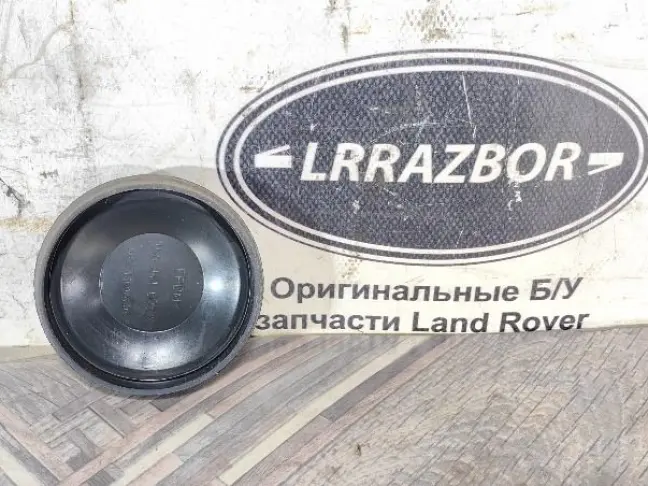 LRRAZBOR
Оригинальные Б/У
запчасти Land Rover